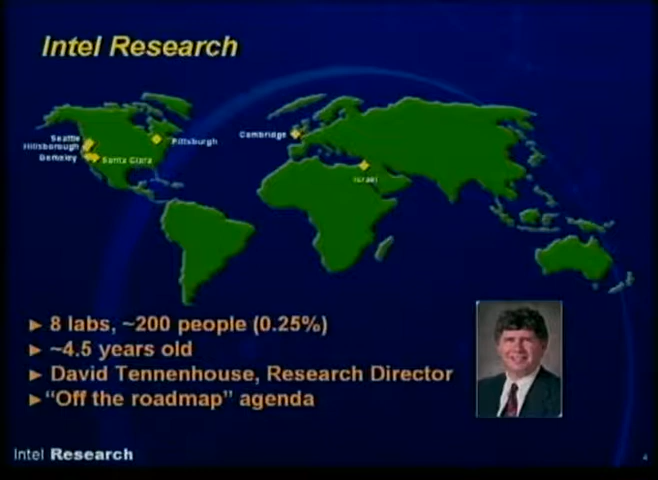 Intel Research
Seattle
Hillsborough
Berkeley
Santa Clara
Pittsburgh
Cambridge
Israel
► 8 labs, ~200 people (0.25%)
► ~4.5 years old
► David Tennenhouse, Research Director
► "Off the roadmap" agenda
Intel Research
4